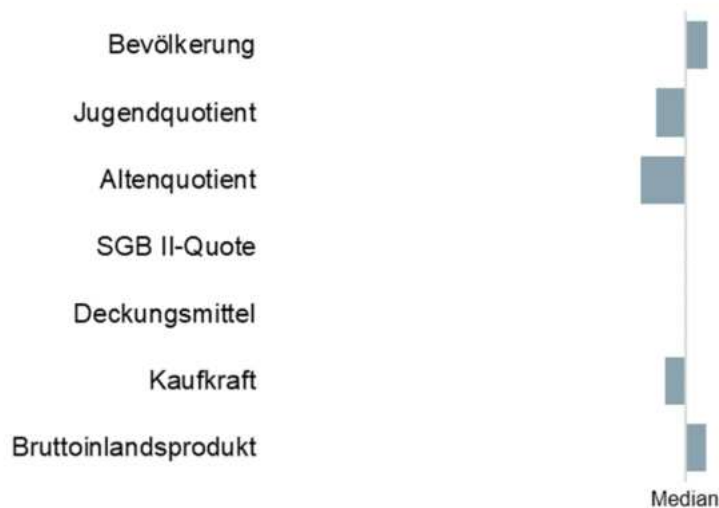 Bevölkerung
Jugendquotient
Altenquotient
SGB II-Quote
Deckungsmittel
Kaufkraft
Bruttoinlandsprodukt
Median